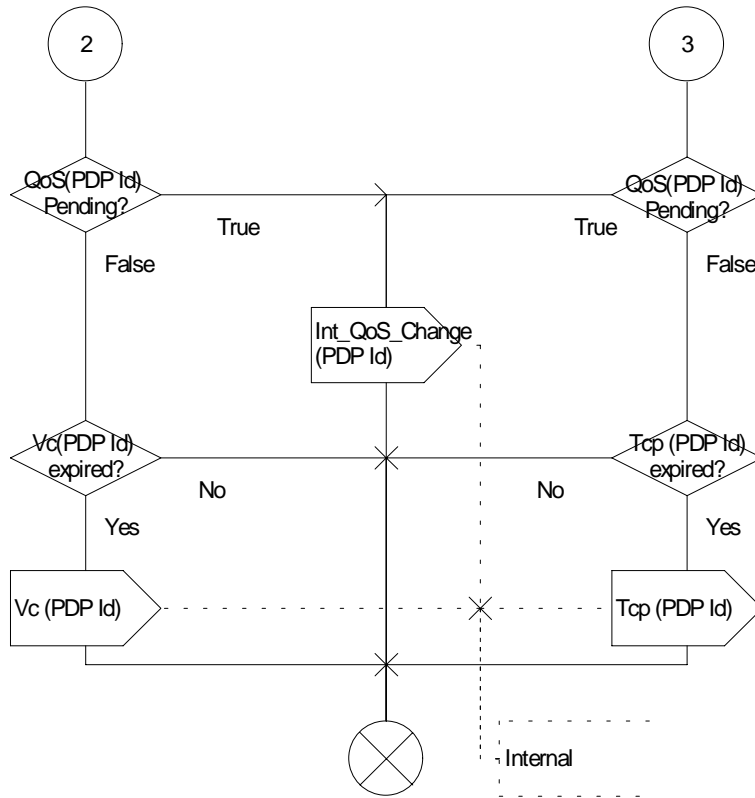 2
3
QoS(PDP Id)
Pending?
QoS(PDP Id)
Pending?
True
True
False
False
Int_QoS_Change
(PDP Id)
Vc(PDP Id)
expired?
Tcp (PDP Id)
expired?
No
No
Yes
Yes
Vc (PDP Id)
Tcp (PDP Id)
Internal